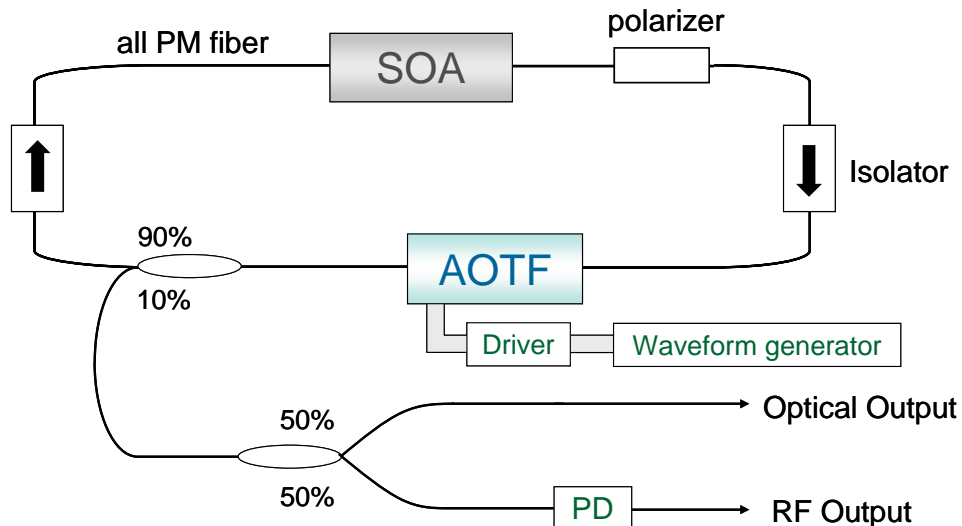 polarizer
all PM fiber
SOA
Isolator
90%
AOTF
10%
Driver
Waveform generator
50%
Optical Output
50%
PD
RF Output